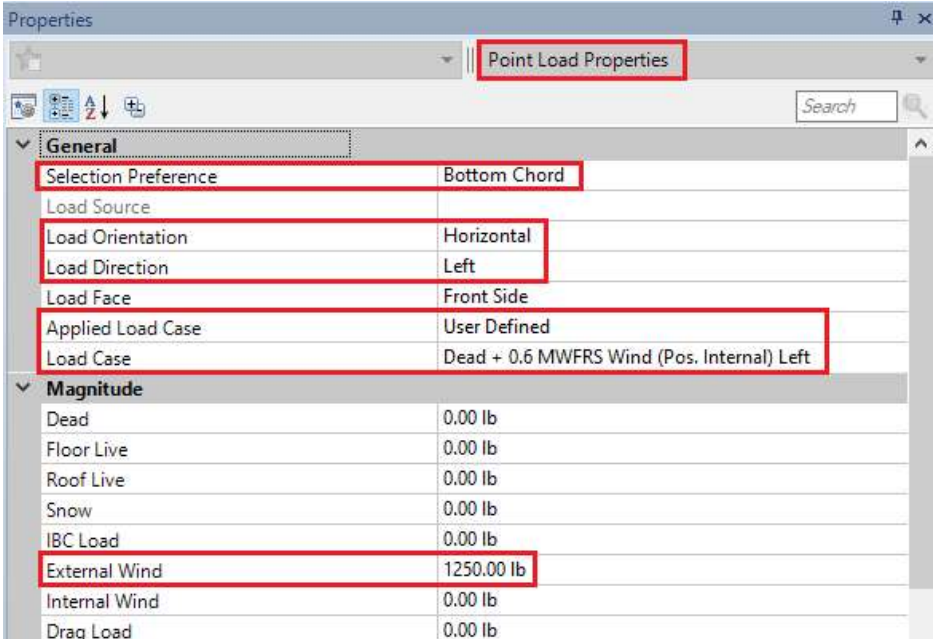 Properties
Point Load Properties
Search
General
Selection Preference Bottom Chord
Load Source
Load Orientation Horizontal
Load Direction Left
Load Face Front Side
Applied Load Case User Defined
Load Case Dead + 0.6 MWFRS Wind (Pos. Internal) Left
Magnitude
Dead 0.00 lb
Floor Live 0.00 lb
Roof Live 0.00 lb
Snow 0.00 lb
IBC Load 0.00 lb
External Wind 1250.00 lb
Internal Wind 0.00 lb
Drag Load 0.00 lb